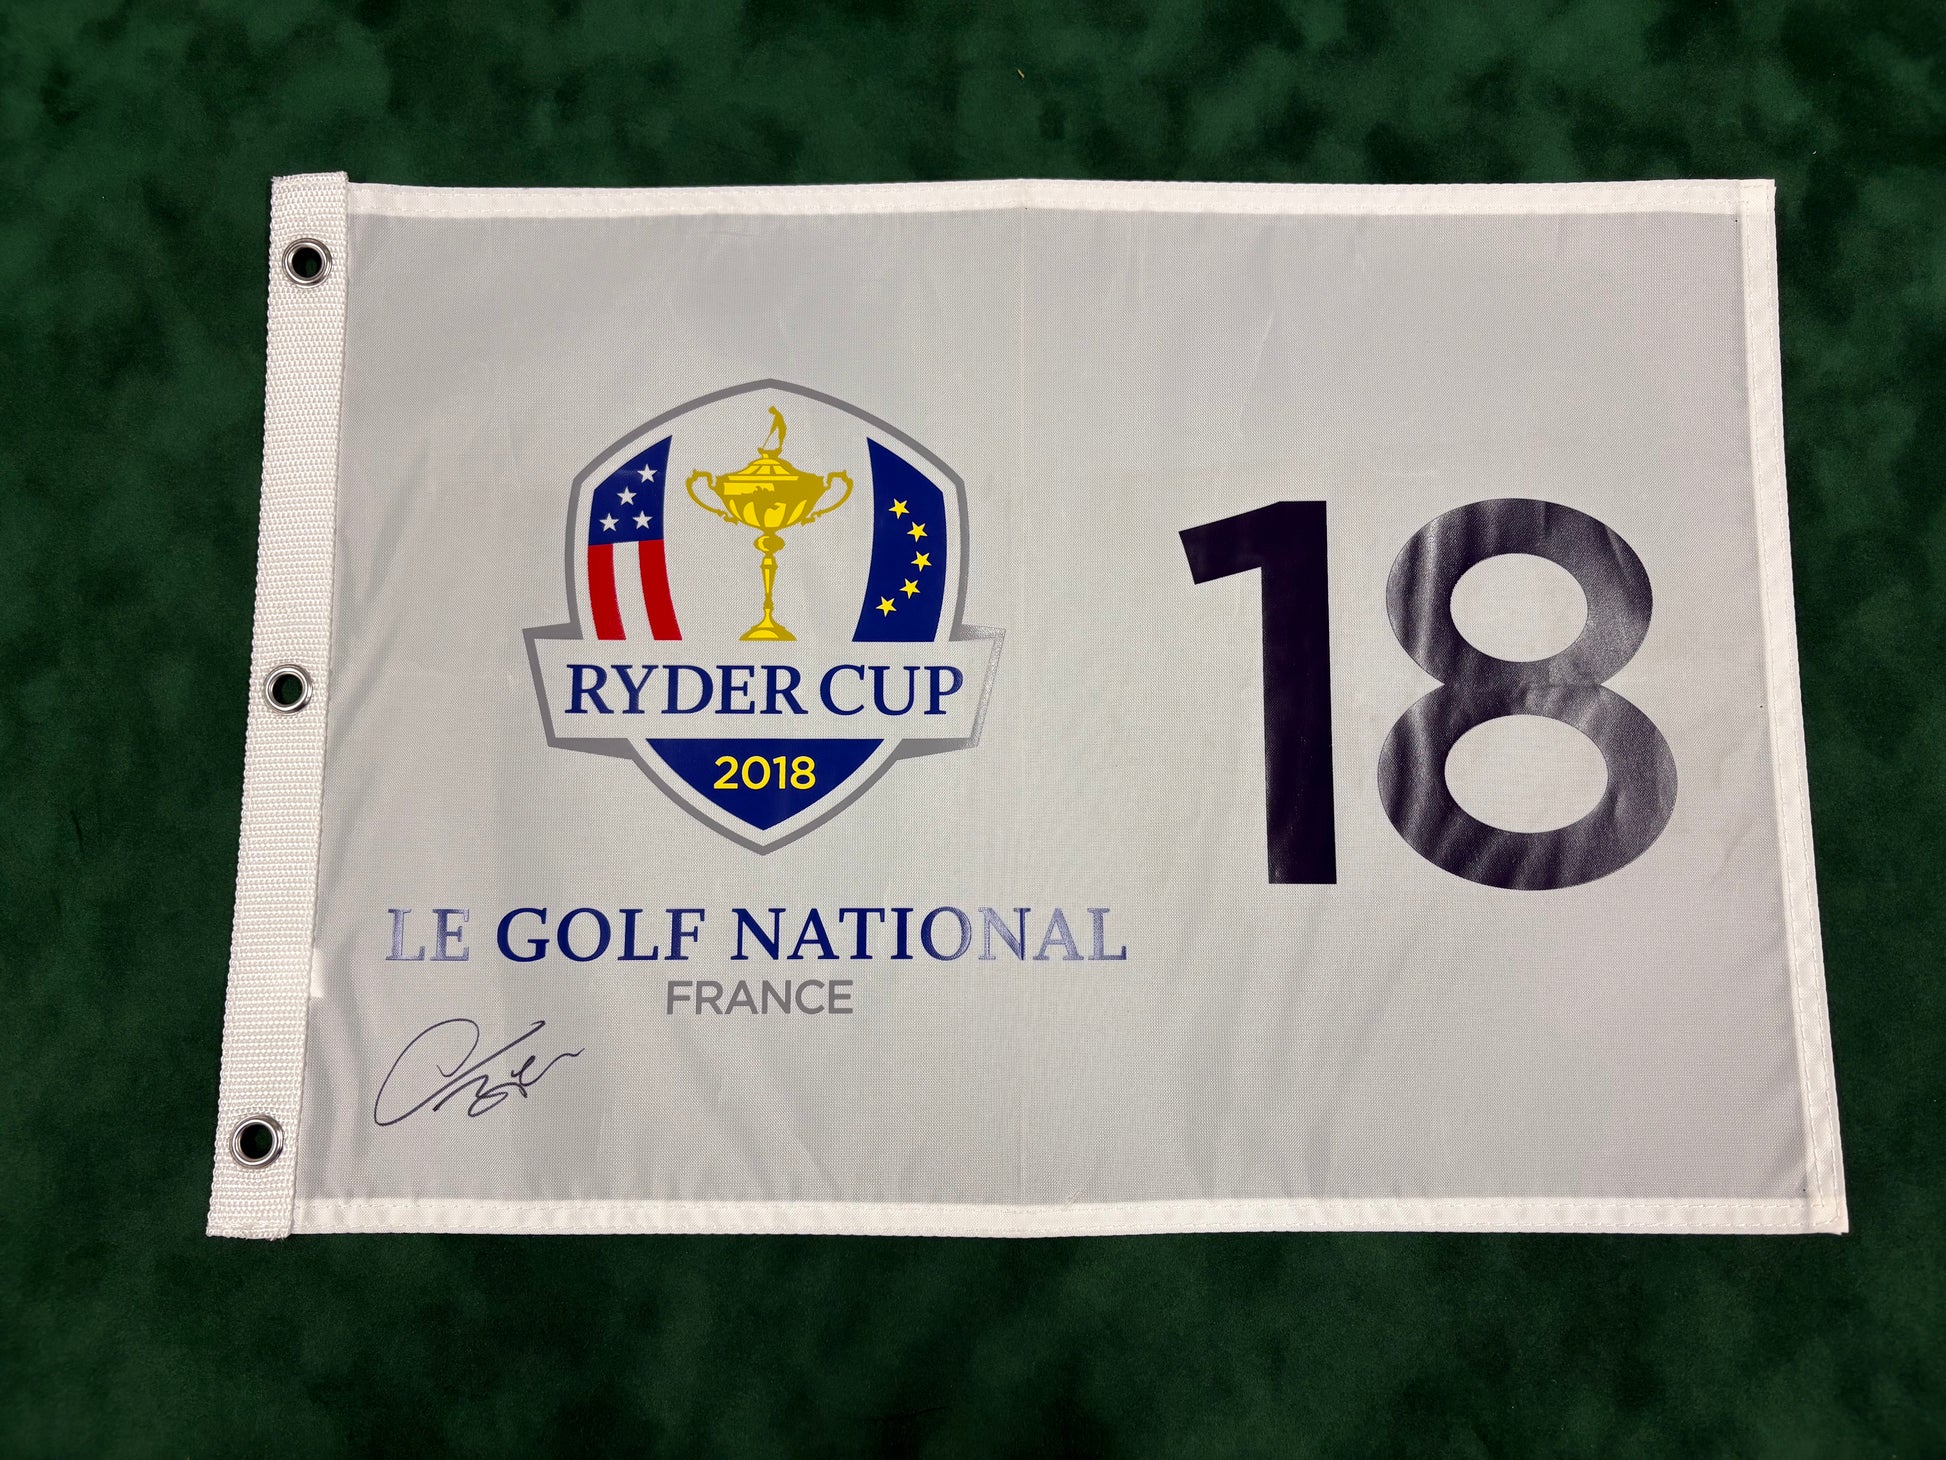 RYDER CUP
2018
LE GOLF NATIONAL
FRANCE
18